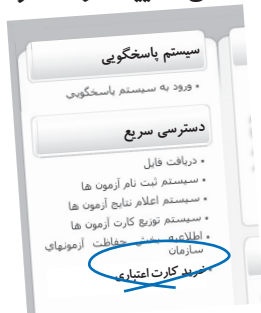 سیستم پاسخگویی
• ورود به سیستم پاسخگویی
دسترسی سریع
• دریافت فایل
• سیستم ثبت نام آزمون ها
• سیستم اعلام نتایج آزمون ها
• سیستم توزیع کارت آزمون ها
• اطلاعیه بخش حفاظت آزمونهای
سازمان
• خرید کارت اعتباری